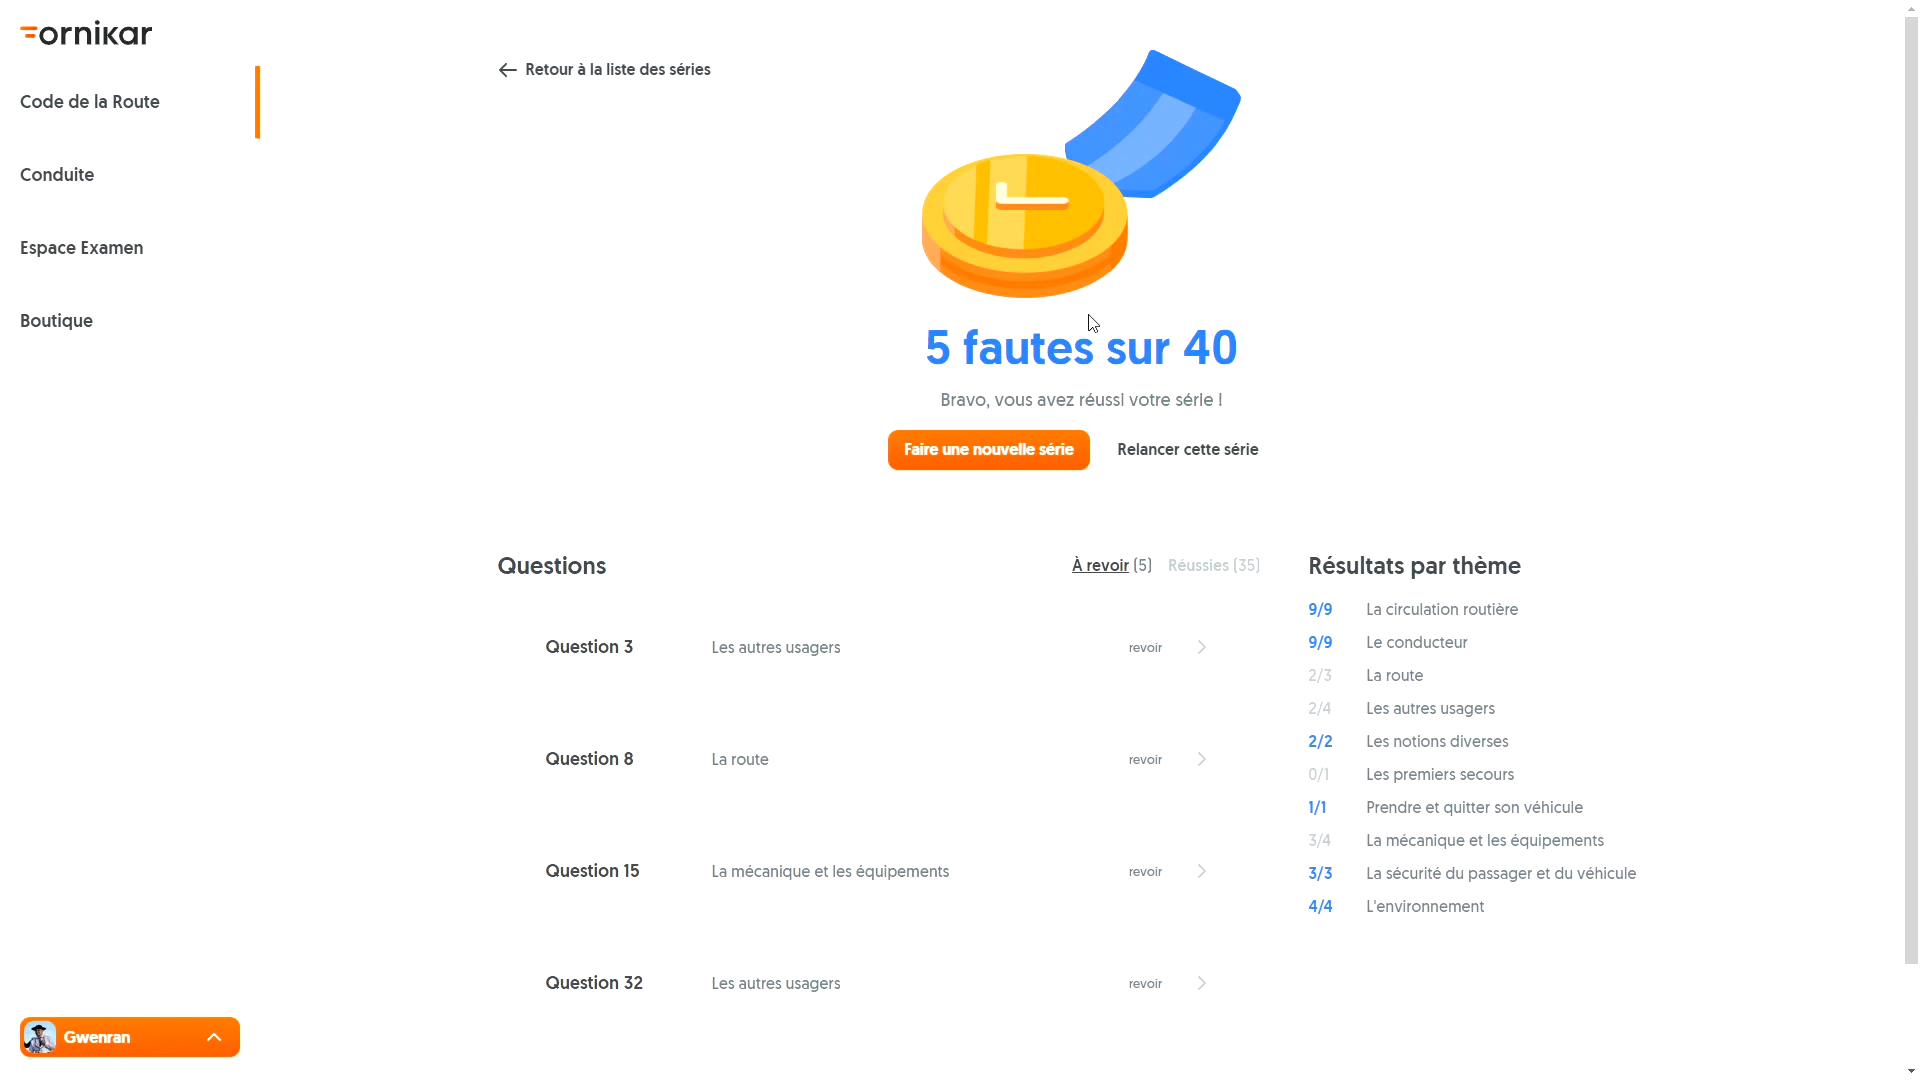 ornikar
Code de la Route
Conduite
Espace Examen
Boutique
Retour à la liste des séries
5 fautes sur 40
Bravo, vous avez réussi votre série !
Faire une nouvelle série
Relancer cette série
Questions
À revoir (5)
Réussies (35)
Question 3 Les autres usagers revoir
Question 8 La route revoir
Question 15 La mécanique et les équipements revoir
Question 32 Les autres usagers revoir
Résultats par thème
9/9 La circulation routière
9/9 Le conducteur
2/3 La route
2/4 Les autres usagers
2/2 Les notions diverses
0/1 Les premiers secours
1/1 Prendre et quitter son véhicule
3/4 La mécanique et les équipements
3/3 La sécurité du passager et du véhicule
4/4 L'environnement
Gwenran